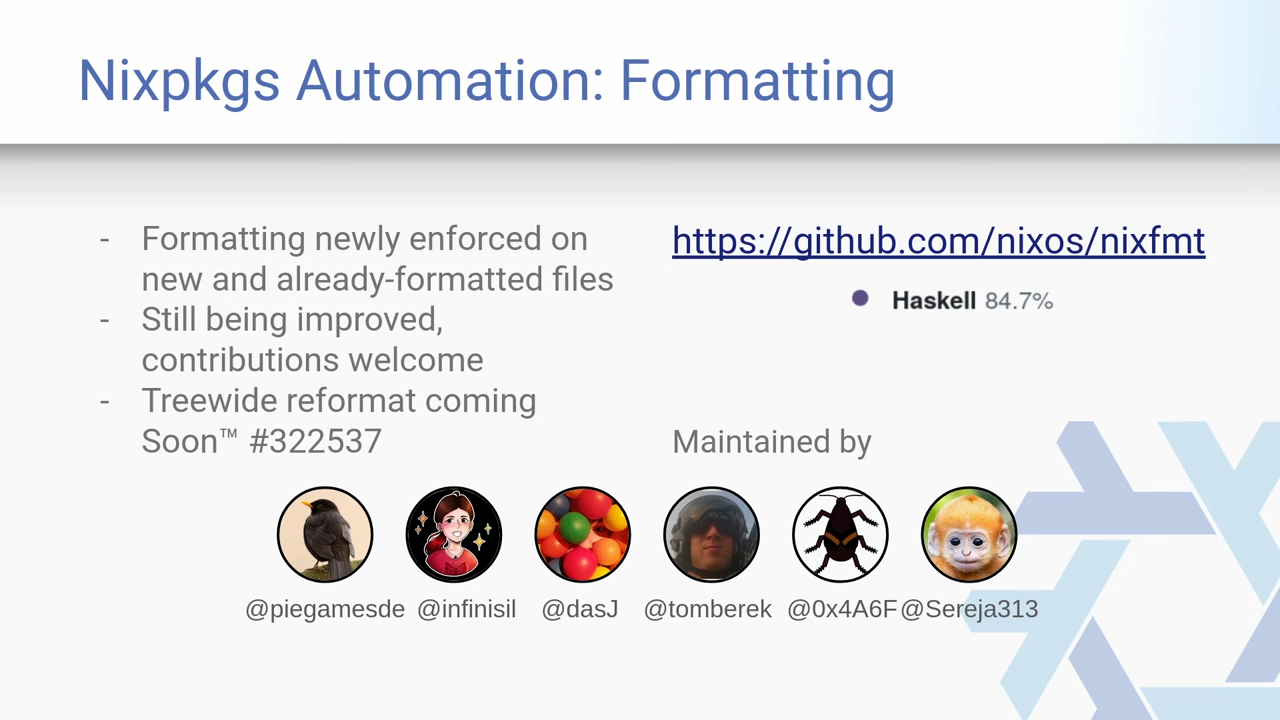 Nixpkgs Automation: Formatting
- Formatting newly enforced on
new and already-formatted files
- Still being improved,
contributions welcome
- Treewide reformat coming
Soon™ #322537
https://github.com/nixos/nixfmt
Haskell 84.7%
Maintained by
@piegamesde @infinisil @dasJ @tomberek @0x4A6F @Sereja313